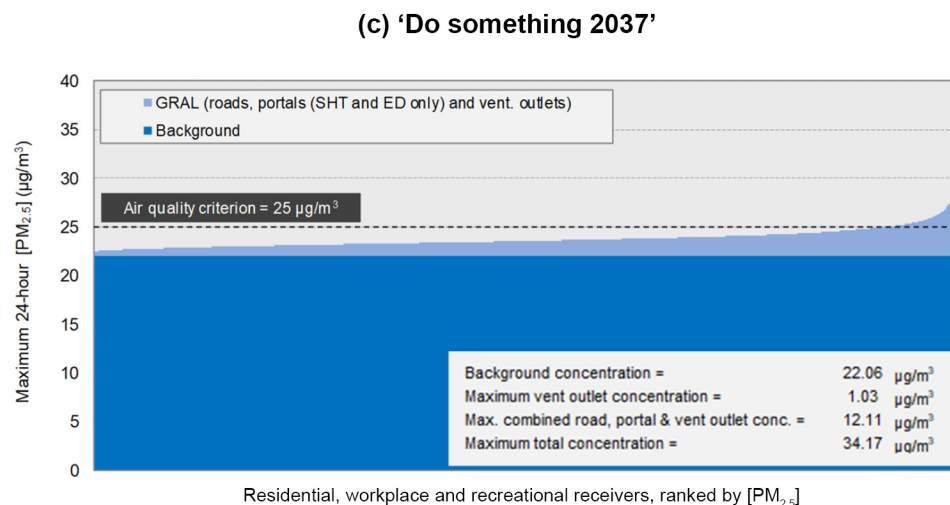 (c) ‘Do something 2037’
Maximum 24-hour [PM2.5] (µg/m3)
40
35
30
25
20
15
10
5
0
GRAL (roads, portals (SHT and ED only) and vent. outlets)
Background
Air quality criterion = 25 µg/m3
Background concentration = 22.06 µg/m3
Maximum vent outlet concentration = 1.03 µg/m3
Max. combined road, portal & vent outlet conc. = 12.11 µg/m3
Maximum total concentration = 34.17 µg/m3
Residential, workplace and recreational receivers, ranked by [PM2.5]